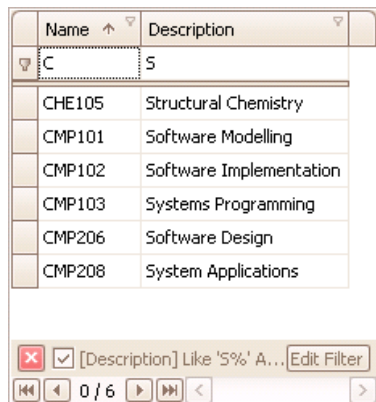 Name Description
C S
CHE105 Structural Chemistry
CMP101 Software Modelling
CMP102 Software Implementation
CMP103 Systems Programming
CMP206 Software Design
CMP208 System Applications
[Description] Like 'S%' A... Edit Filter
0/6